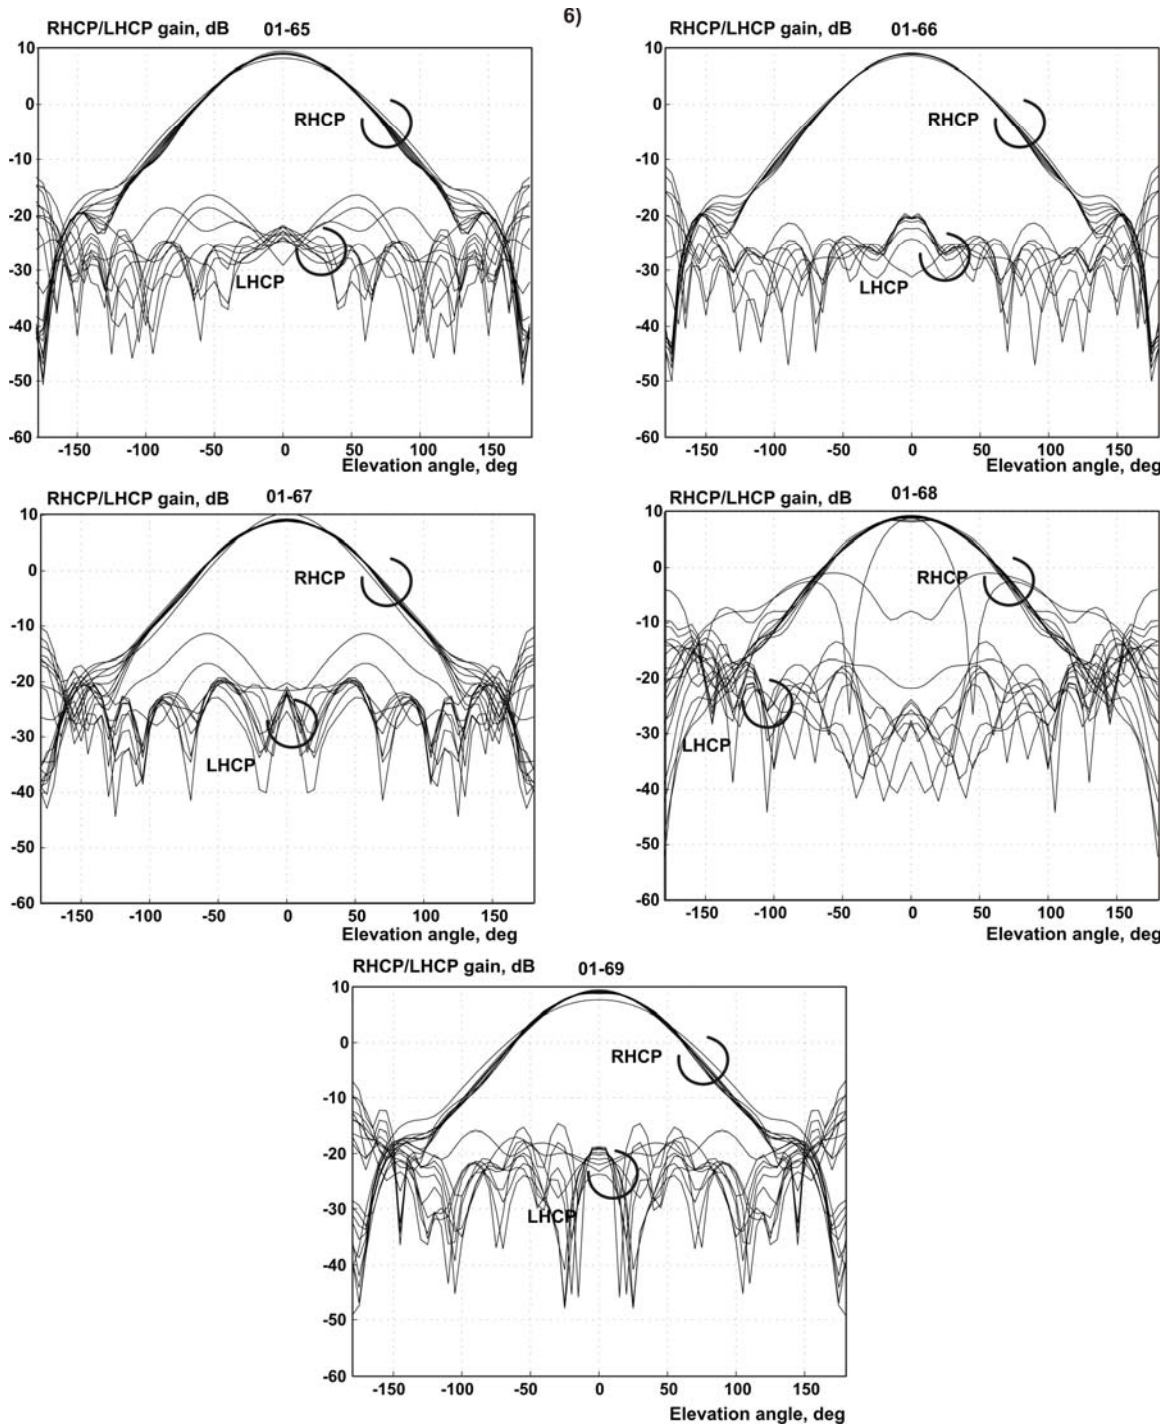 6)
RHCP/LHCP gain, dB 01-65
10
0
-10
-20
-30
-40
-50
-60
RHCP
LHCP
-150 -100 -50 0 50 100 150
Elevation angle, deg
RHCP/LHCP gain, dB 01-66
10
0
-10
-20
-30
-40
-50
-60
RHCP
LHCP
-150 -100 -50 0 50 100 150
Elevation angle, deg
RHCP/LHCP gain, dB 01-67
10
0
-10
-20
-30
-40
-50
-60
RHCP
LHCP
-150 -100 -50 0 50 100 150
Elevation angle, deg
RHCP/LHCP gain, dB 01-68
10
0
-10
-20
-30
-40
-50
-60
RHCP
LHCP
-150 -100 -50 0 50 100 150
Elevation angle, deg
RHCP/LHCP gain, dB 01-69
10
0
-10
-20
-30
-40
-50
-60
RHCP
LHCP
-150 -100 -50 0 50 100 150
Elevation angle, deg